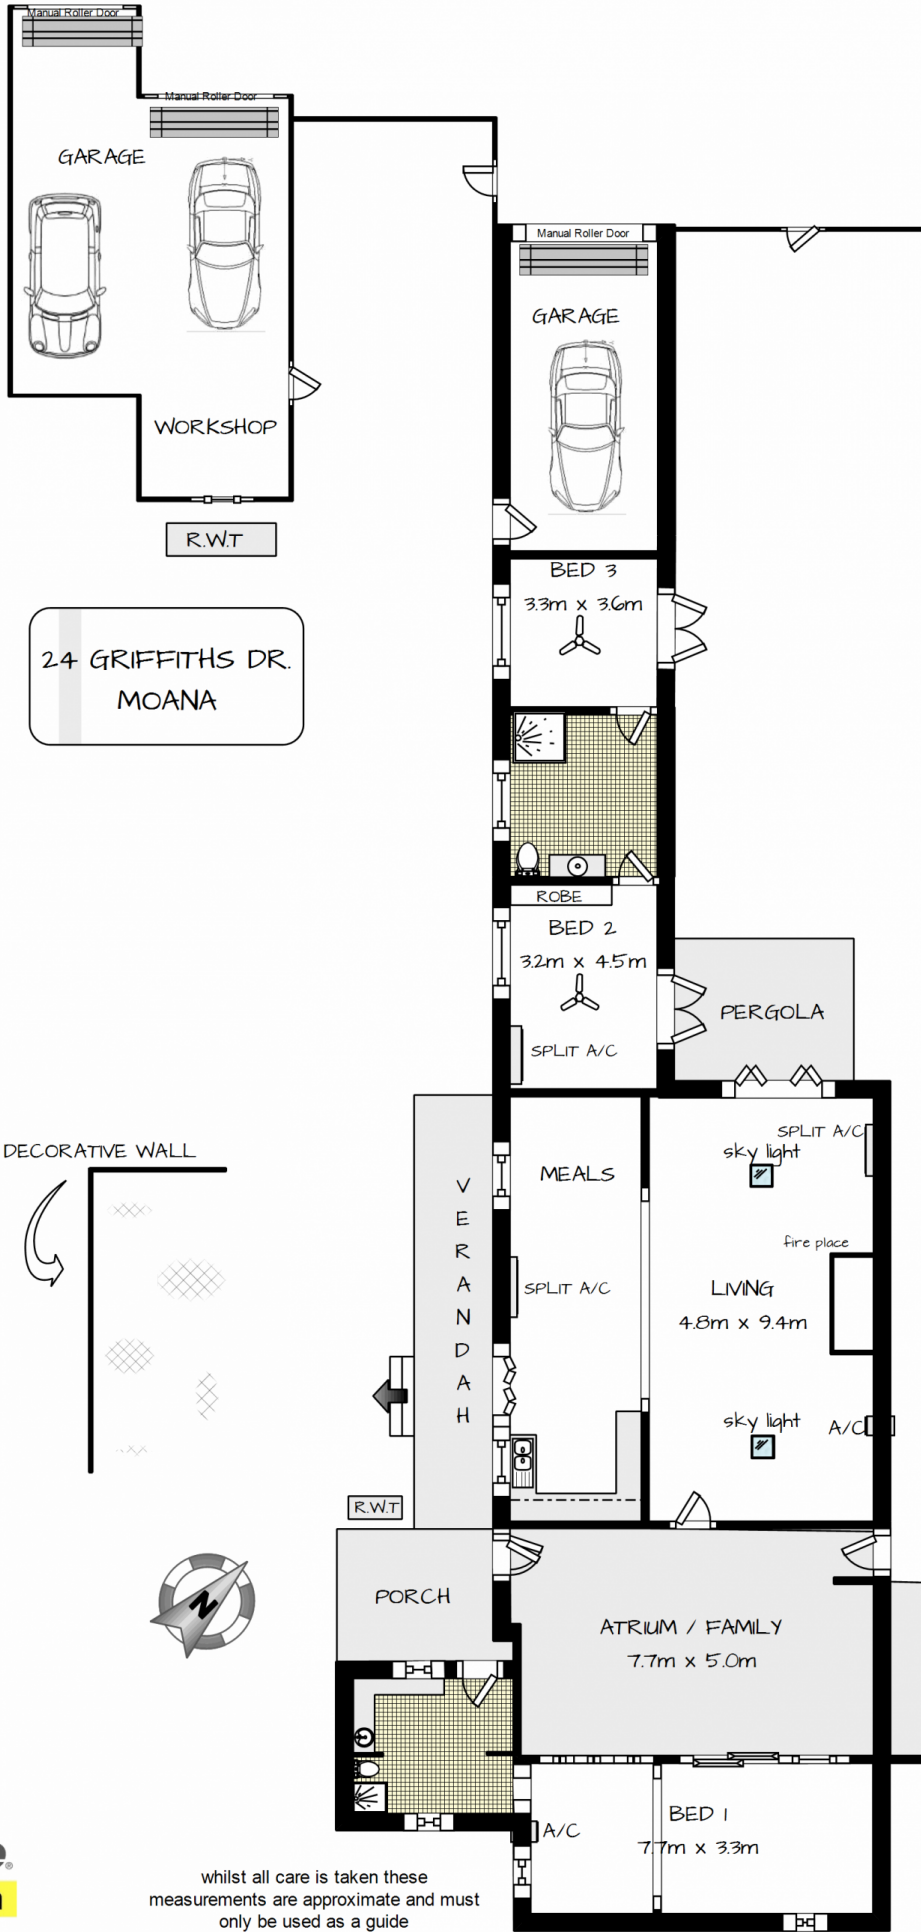 Manual Roller Door
Manual Roller Door
GARAGE
Manual Roller Door
GARAGE
WORKSHOP
R.W.T
BED 3
3.3m x 3.6m
24 GRIFFITHS DR.
MOANA
ROBE
BED 2
3.2m x 4.5m
PERGOLA
SPLIT A/C
DECORATIVE WALL
VERANDAH
MEALS
SPLIT A/C
sky light
fire place
SPLIT A/C
LIVING
4.8m x 9.4m
sky light
A/C
R.W.T
PORCH
N
ATRIUM / FAMILY
7.7m x 5.0m
BED 1
7.7m x 3.3m
A/C
whilst all care is taken these
measurements are approximate and must
only be used as a guide